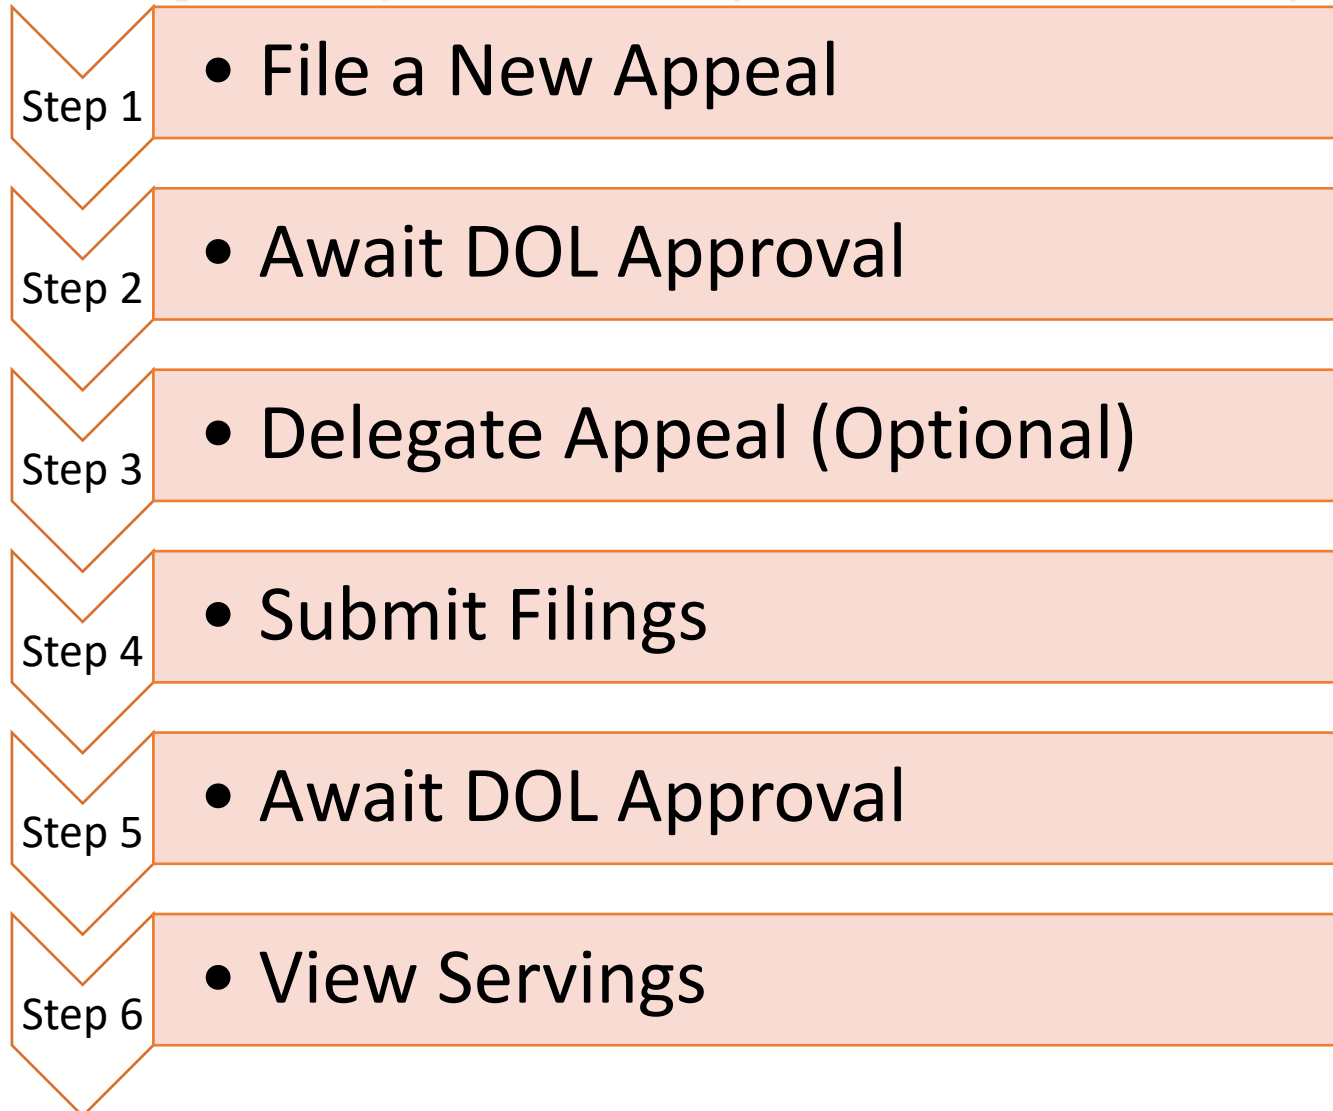 Step 1
• File a New Appeal
Step 2
• Await DOL Approval
Step 3
• Delegate Appeal (Optional)
Step 4
• Submit Filings
Step 5
• Await DOL Approval
Step 6
• View Servings